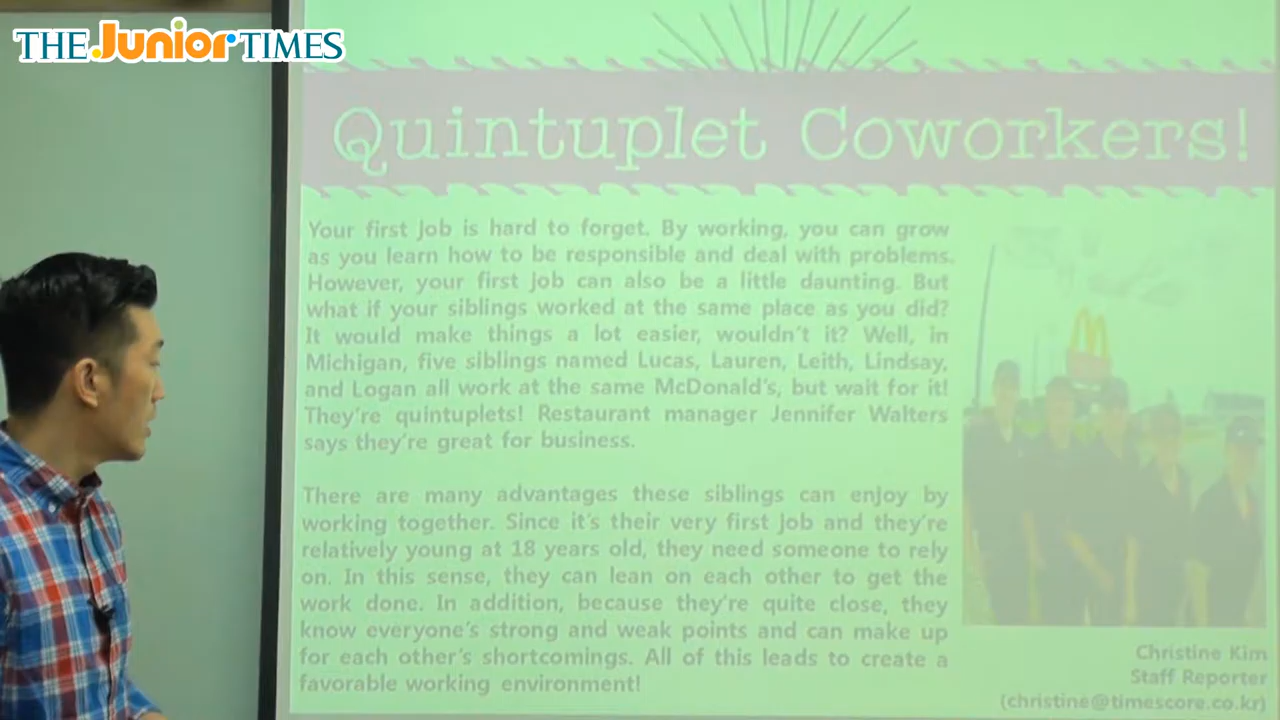 THE Junior TIMES
Quintuplet Coworkers!
Your first job is hard to forget. By working, you can grow
as you learn how to be responsible and deal with problems.
However, your first job can also be a little daunting. But
what if your siblings worked at the same place as you did?
It would make things a lot easier, wouldn't it? Well, in
Michigan, five siblings named Lucas, Lauren, Leith, Lindsay,
and Logan all work at the same McDonald's, but wait for it!
They're quintuplets! Restaurant manager Jennifer Walters
says they're great for business.
There are many advantages these siblings can enjoy by
working together. Since it's their very first job and they're
relatively young at 18 years old, they need someone to rely
on. In this sense, they can lean on each other to get the
work done. In addition, because they're quite close, they
know everyone's strong and weak points and can make up
for each other's shortcomings. All of this leads to create a
favorable working environment!
Christine Kim
Staff Reporter
(christine@timescore.co.kr)